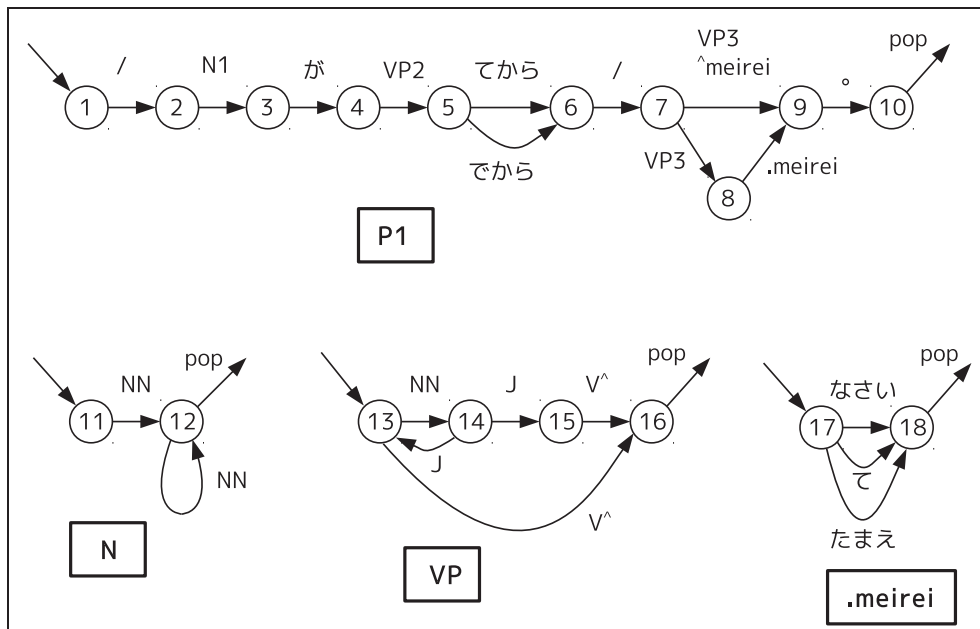 / N1 が VP2 てから / VP3 ^meirei 。 pop
1 2 3 4 5 6 7 9 10
でから VP3 .meirei
8
P1
NN pop
11 12
NN
N
NN J V^ pop
13 14 15 16
J
V^
VP
なさい pop
17 18
て
たまえ
.meirei